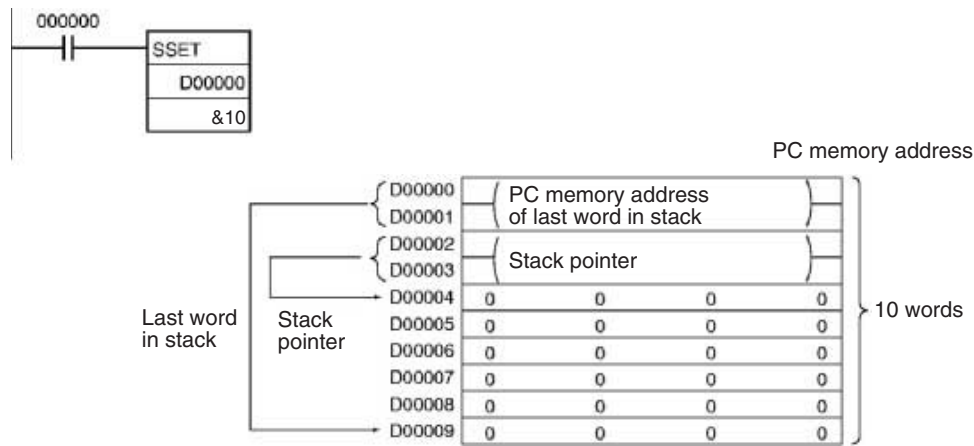 000000
SSET
D00000
&10
PC memory address
D00000
D00001
PC memory address
of last word in stack
D00002
D00003
Stack pointer
D00004 0 0 0 0
D00005 0 0 0 0
D00006 0 0 0 0
D00007 0 0 0 0
D00008 0 0 0 0
D00009 0 0 0 0
Last word
in stack
Stack
pointer
10 words